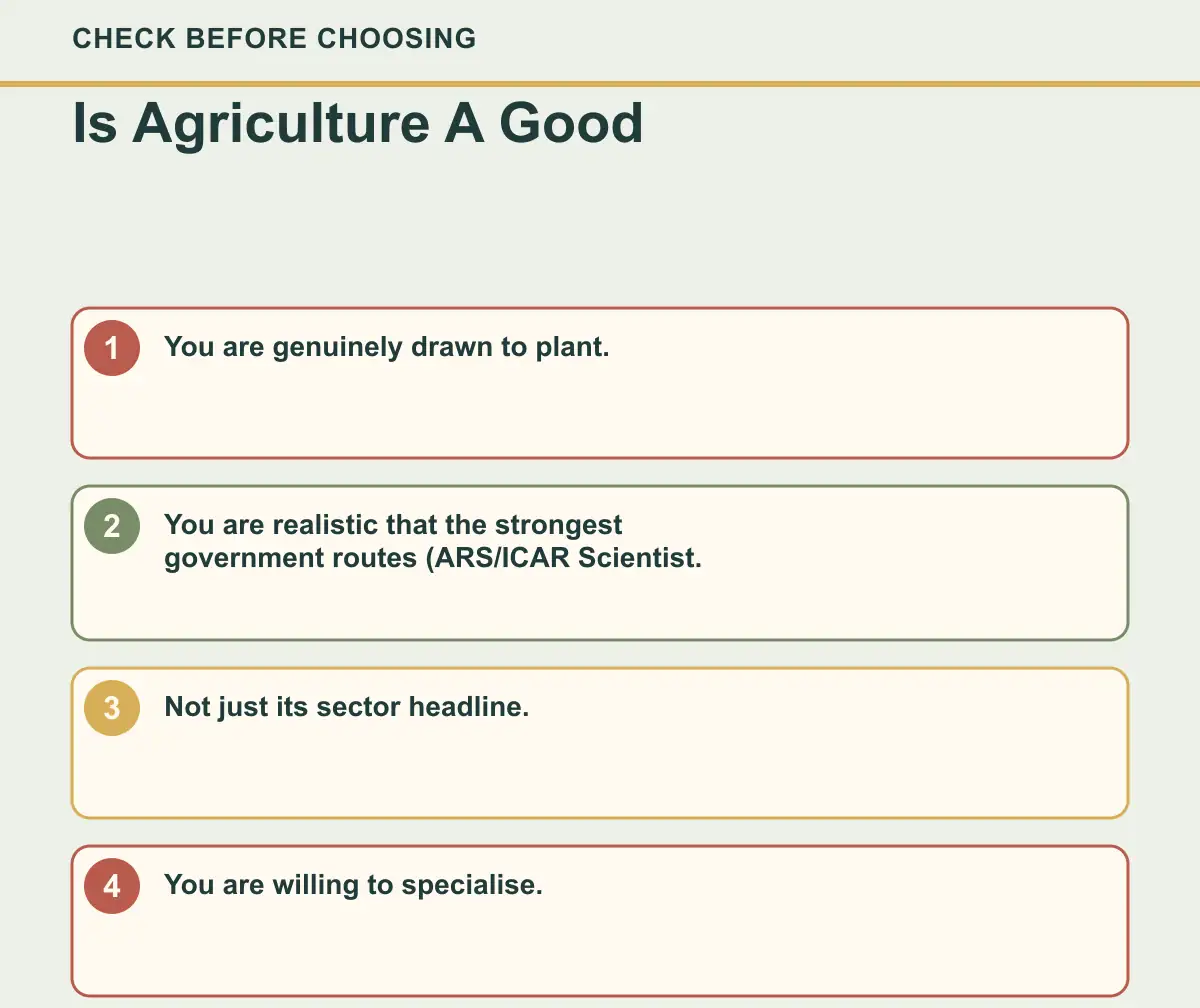 CHECK BEFORE CHOOSING
Is Agriculture A Good
1
You are genuinely drawn to plant.
2
You are realistic that the strongest
government routes (ARS/ICAR Scientist.
3
Not just its sector headline.
4
You are willing to specialise.